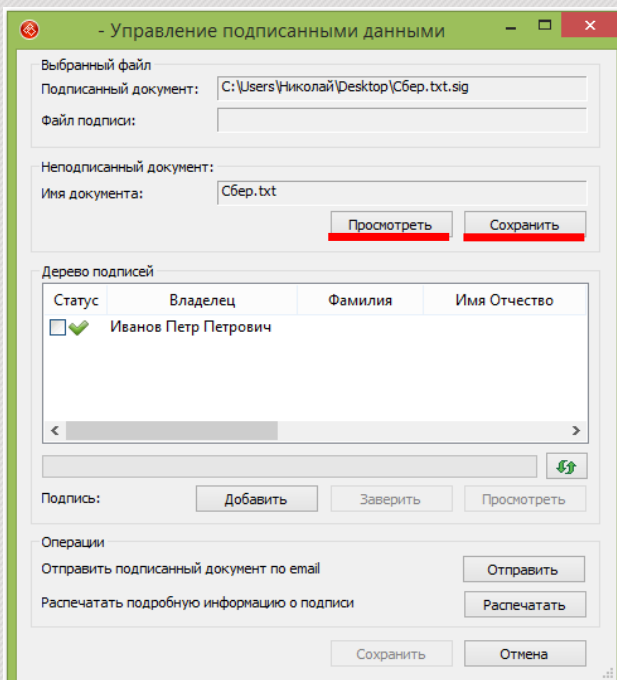 - Управление подписанными данными
Выбранный файл
Подписанный документ: C:\Users\Николай\Desktop\Сбер.txt.sig
Файл подписи:
Неподписанный документ:
Имя документа: Сбер.txt
Просмотреть Сохранить
Дерево подписей
Статус Владелец Фамилия Имя Отчество
Иванов Петр Петрович
Подпись: Добавить Заверить Просмотреть
Операции
Отправить подписанный документ по email Отправить
Распечатать подробную информацию о подписи Распечатать
Сохранить Отмена